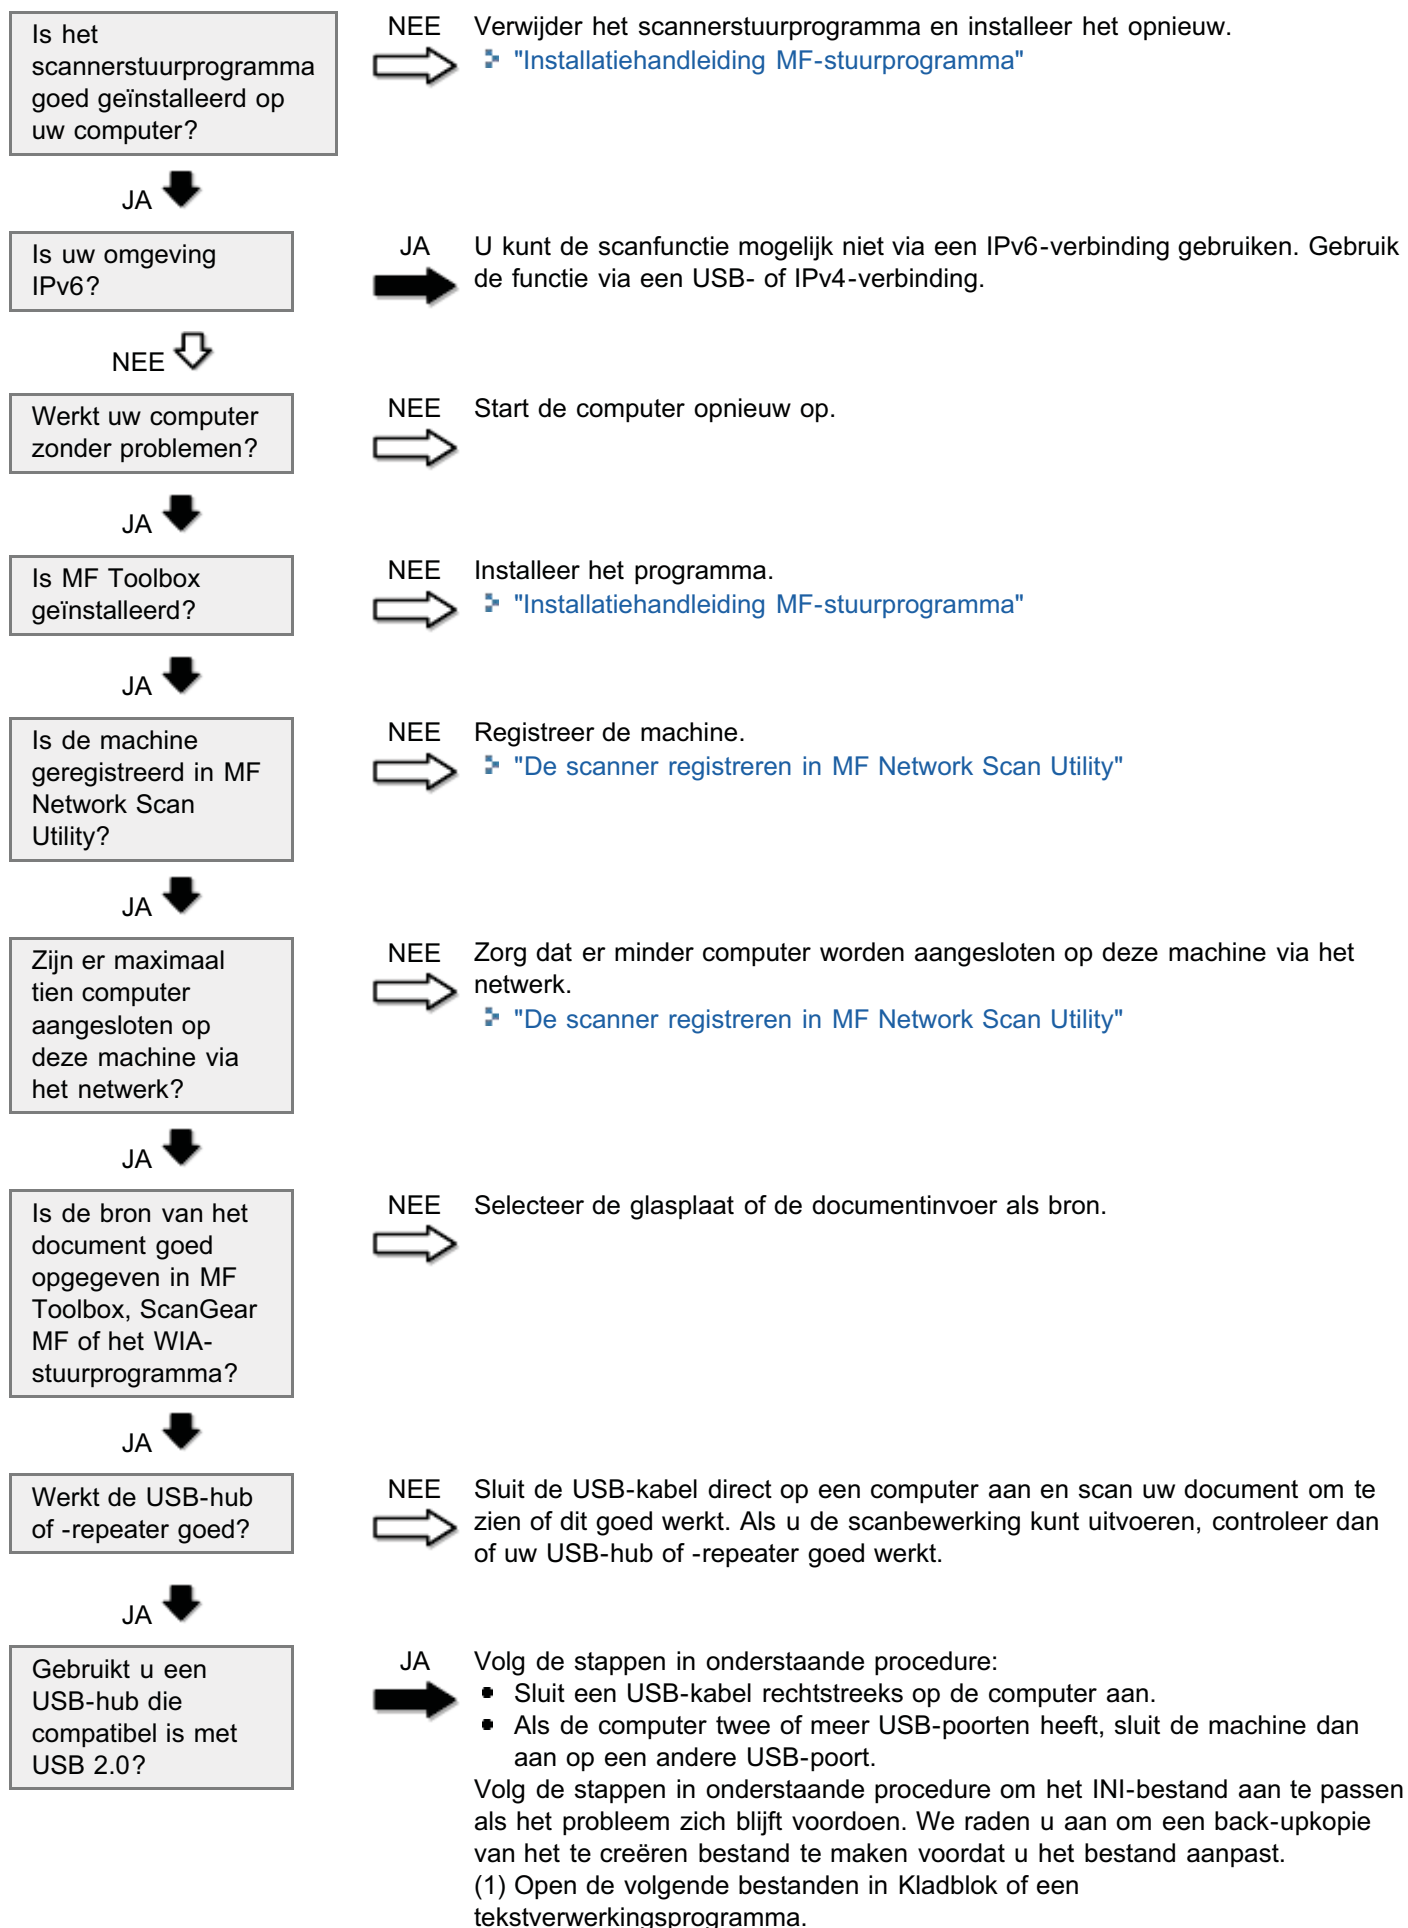 Is het
scannerstuurprogramma
goed geïnstalleerd op
uw computer?
NEE
Verwijder het scannerstuurprogramma en installeer het opnieuw.
"Installatiehandleiding MF-stuurprogramma"
JA
Is uw omgeving
IPv6?
JA
U kunt de scanfunctie mogelijk niet via een IPv6-verbinding gebruiken. Gebruik
de functie via een USB- of IPv4-verbinding.
NEE
Werkt uw computer
zonder problemen?
NEE
Start de computer opnieuw op.
JA
Is MF Toolbox
geïnstalleerd?
NEE
Installeer het programma.
"Installatiehandleiding MF-stuurprogramma"
JA
Is de machine
geregistreerd in MF
Network Scan
Utility?
NEE
Registreer de machine.
"De scanner registreren in MF Network Scan Utility"
JA
Zijn er maximaal
tien computer
aangesloten op
deze machine via
het netwerk?
NEE
Zorg dat er minder computer worden aangesloten op deze machine via het
netwerk.
"De scanner registreren in MF Network Scan Utility"
JA
Is de bron van het
document goed
opgegeven in MF
Toolbox, ScanGear
MF of het WIA-
stuurprogramma?
NEE
Selecteer de glasplaat of de documentinvoer als bron.
JA
Werkt de USB-hub
of -repeater goed?
NEE
Sluit de USB-kabel direct op een computer aan en scan uw document om te
zien of dit goed werkt. Als u de scanbewerking kunt uitvoeren, controleer dan
of uw USB-hub of -repeater goed werkt.
JA
Gebruikt u een
USB-hub die
compatibel is met
USB 2.0?
JA
Volg de stappen in onderstaande procedure:
• Sluit een USB-kabel rechtstreeks op de computer aan.
• Als de computer twee of meer USB-poorten heeft, sluit de machine dan
aan op een andere USB-poort.
Volg de stappen in onderstaande procedure om het INI-bestand aan te passen
als het probleem zich blijft voordoen. We raden u aan om een back-upkopie
van het te creëren bestand te maken voordat u het bestand aanpast.
(1) Open de volgende bestanden in Kladblok of een
tekstverwerkingsprogramma.